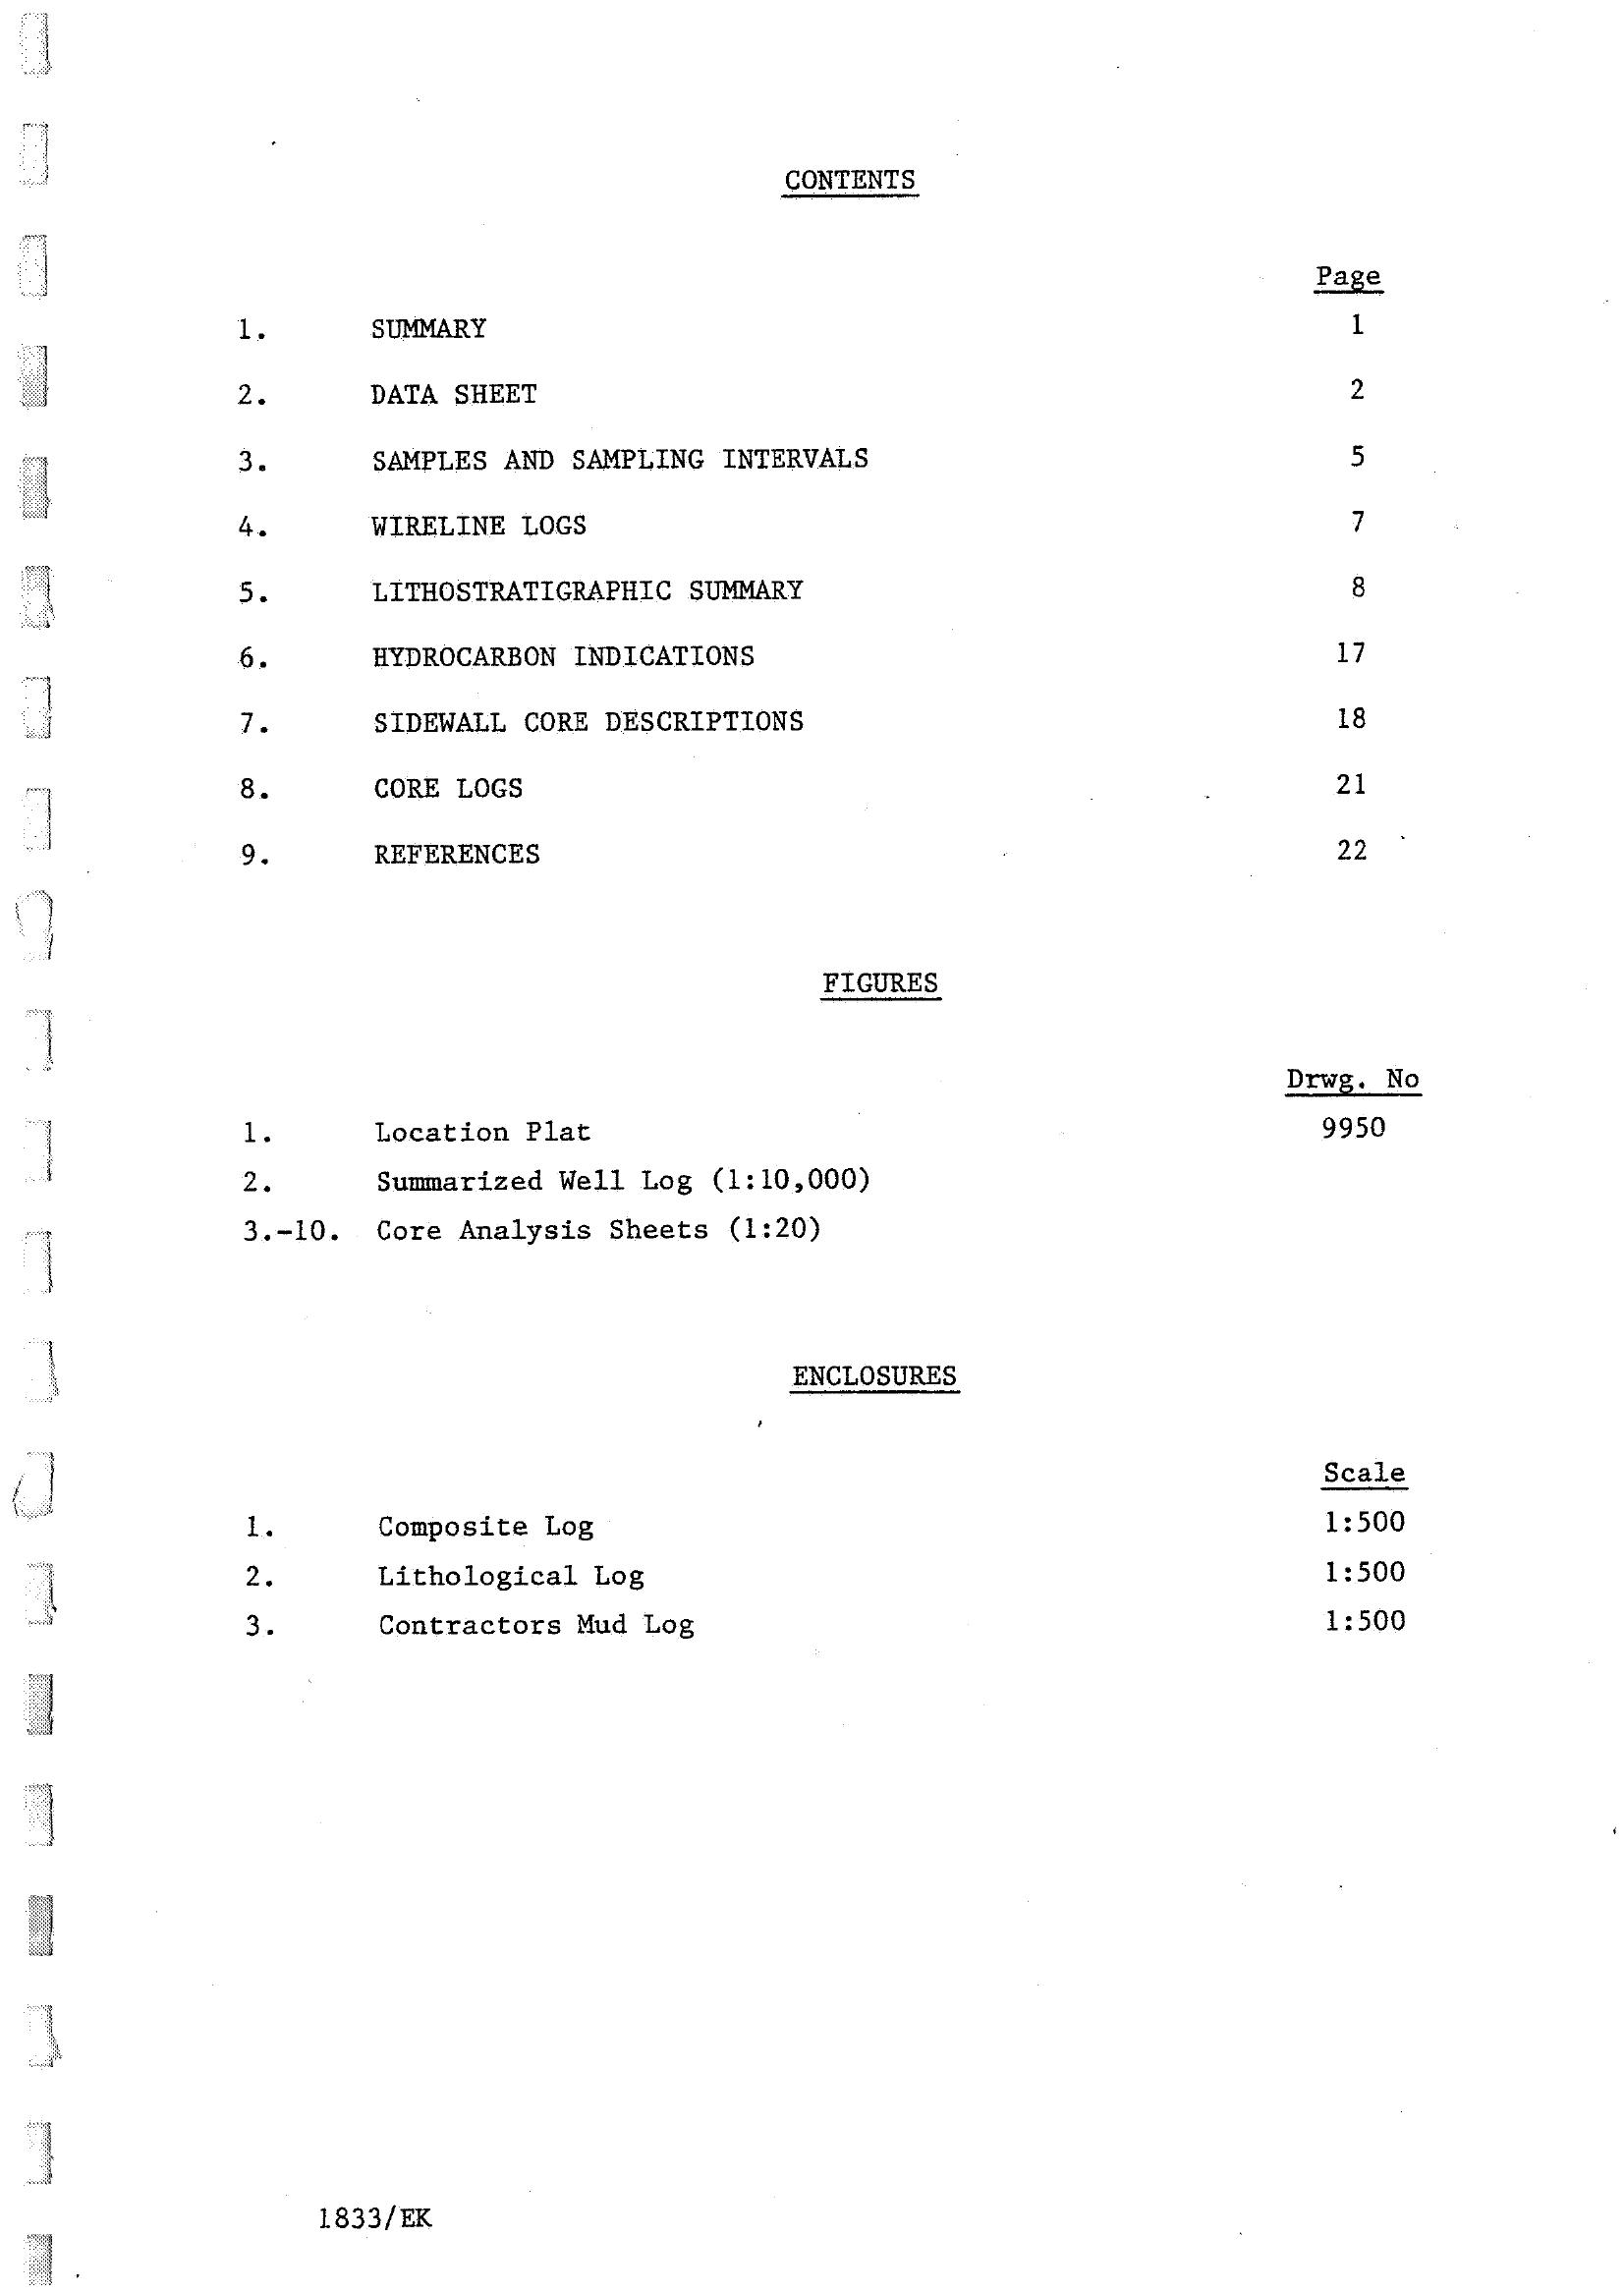 CONTENTS
Page
1. SUMMARY 1
2. DATA SHEET 2
3. SAMPLES AND SAMPLING INTERVALS 5
4. WIRELINE LOGS 7
5. LITHOSTRATIGRAPHIC SUMMARY 8
6. HYDROCARBON INDICATIONS 17
7. SIDEWALL CORE DESCRIPTIONS 18
8. CORE LOGS 21
9. REFERENCES 22
FIGURES
Drwg. No
1. Location Plat 9950
2. Summarized Well Log (1:10,000)
3.-10. Core Analysis Sheets (1:20)
ENCLOSURES
Scale
1. Composite Log 1:500
2. Lithological Log 1:500
3. Contractors Mud Log 1:500
1833/EK